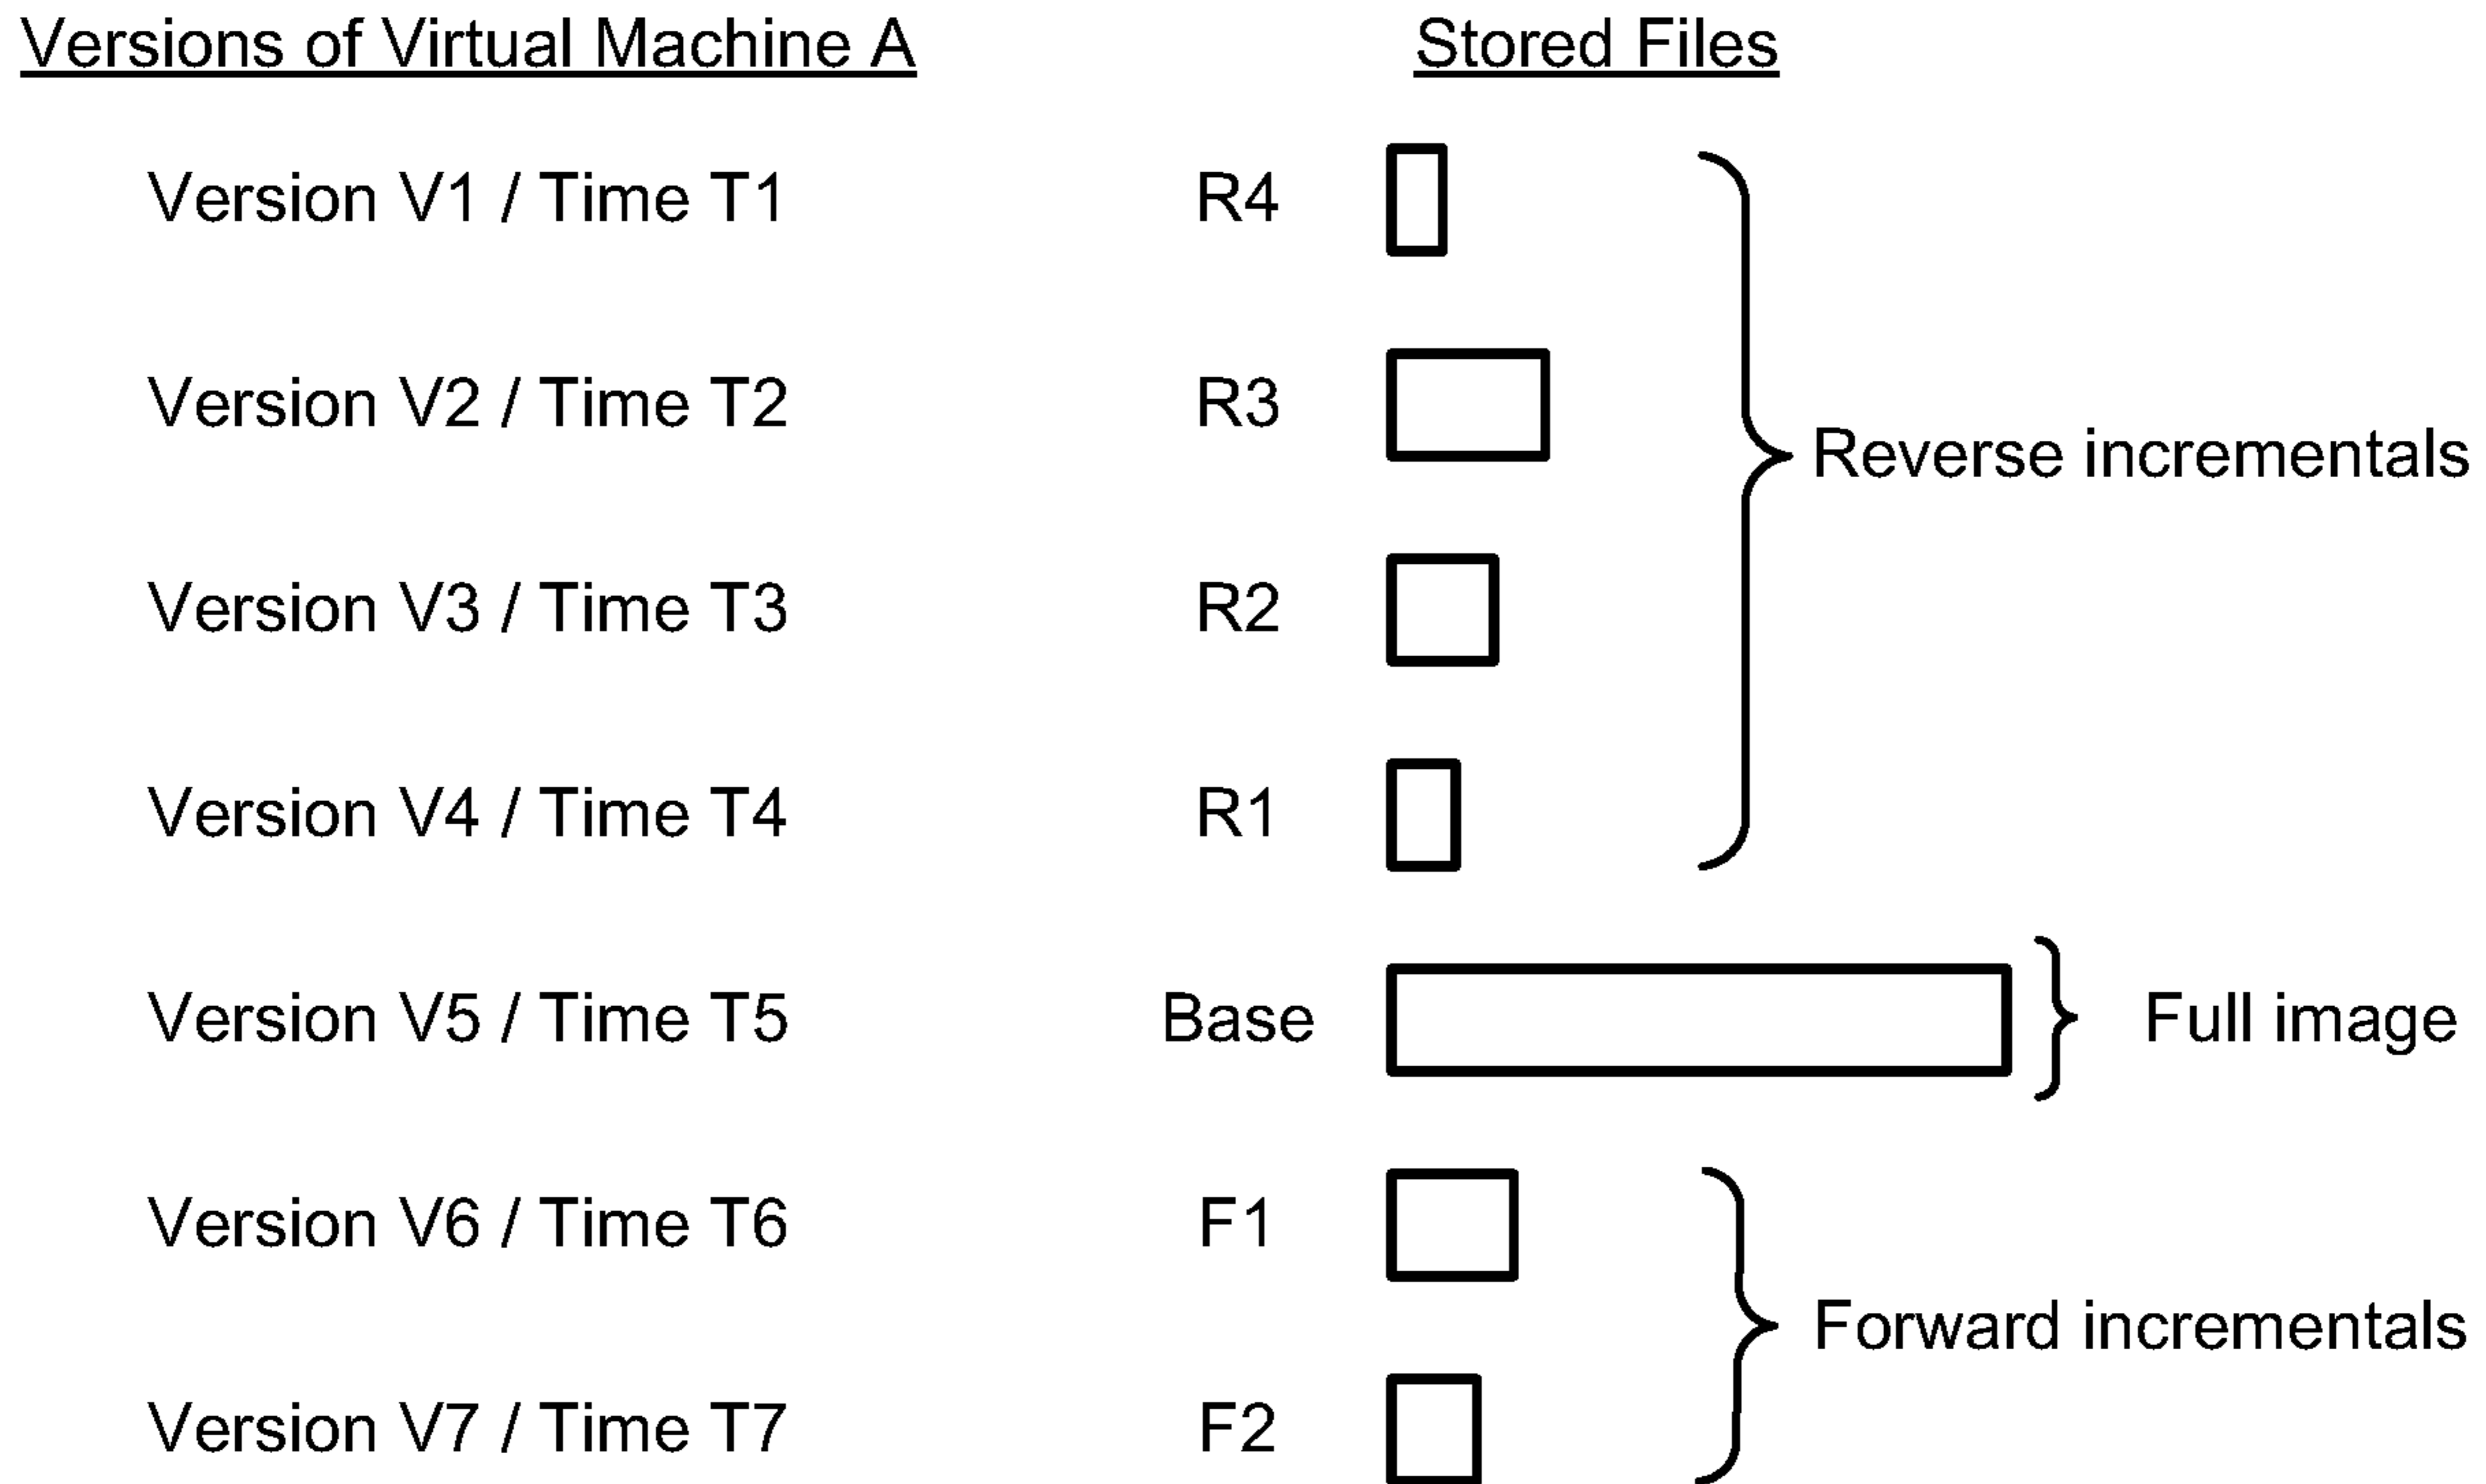 Versions of Virtual Machine A Stored Files
Version V1 / Time T1 R4
Version V2 / Time T2 R3
Reverse incrementals
Version V3 / Time T3 R2
Version V4 / Time T4 R1
Version V5 / Time T5 Base Full image
Version V6 / Time T6 F1
Forward incrementals
Version V7 / Time T7 F2